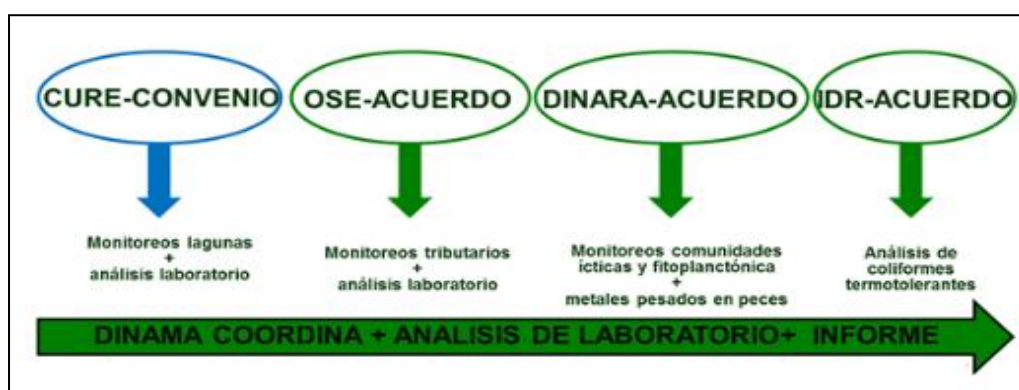 CURE-CONVENIO
OSE-ACUERDO
DINARA-ACUERDO
IDR-ACUERDO
Monitoreos lagunas
+
análisis laboratorio
Monitoreos tributarios
+
análisis laboratorio
Monitoreos comunidades
ícticas y fitoplanctónica
+
metales pesados en peces
Análisis de
coliformes
termotolerantes
DINAMA COORDINA + ANALISIS DE LABORATORIO+ INFORME